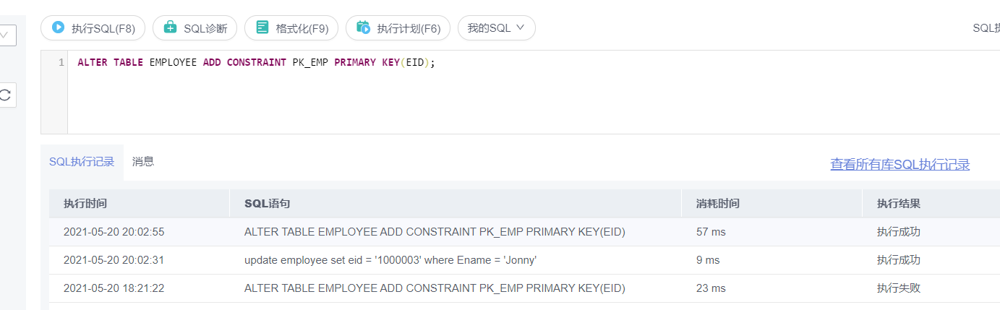 执行SQL(F8) SQL诊断 格式化(F9) 执行计划(F6) 我的SQL
1 ALTER TABLE EMPLOYEE ADD CONSTRAINT PK_EMP PRIMARY KEY(EID);
SQL执行记录 消息 查看所有库SQL执行记录
执行时间 SQL语句 消耗时间 执行结果
2021-05-20 20:02:55 ALTER TABLE EMPLOYEE ADD CONSTRAINT PK_EMP PRIMARY KEY(EID) 57 ms 执行成功
2021-05-20 20:02:31 update employee set eid = '1000003' where Ename = 'Jonny' 9 ms 执行成功
2021-05-20 18:21:22 ALTER TABLE EMPLOYEE ADD CONSTRAINT PK_EMP PRIMARY KEY(EID) 23 ms 执行失败